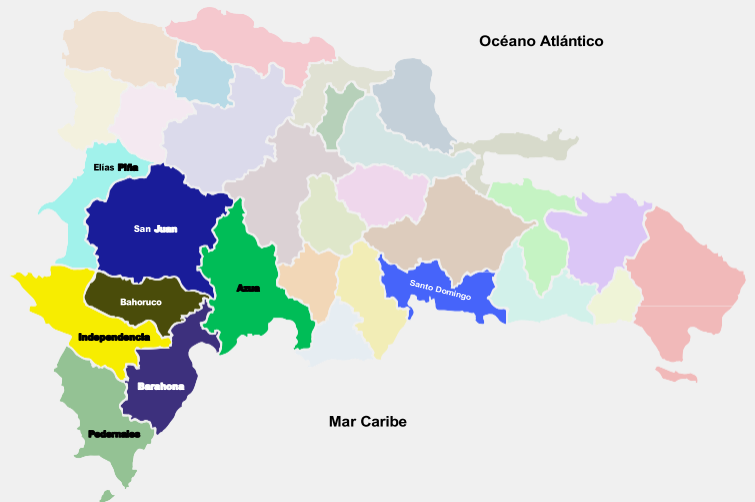 Océano Atlántico
Elías Piña
San Juan
Santo Domingo
Azua
Bahoruco
Independencia
Barahona
Mar Caribe
Pedernales